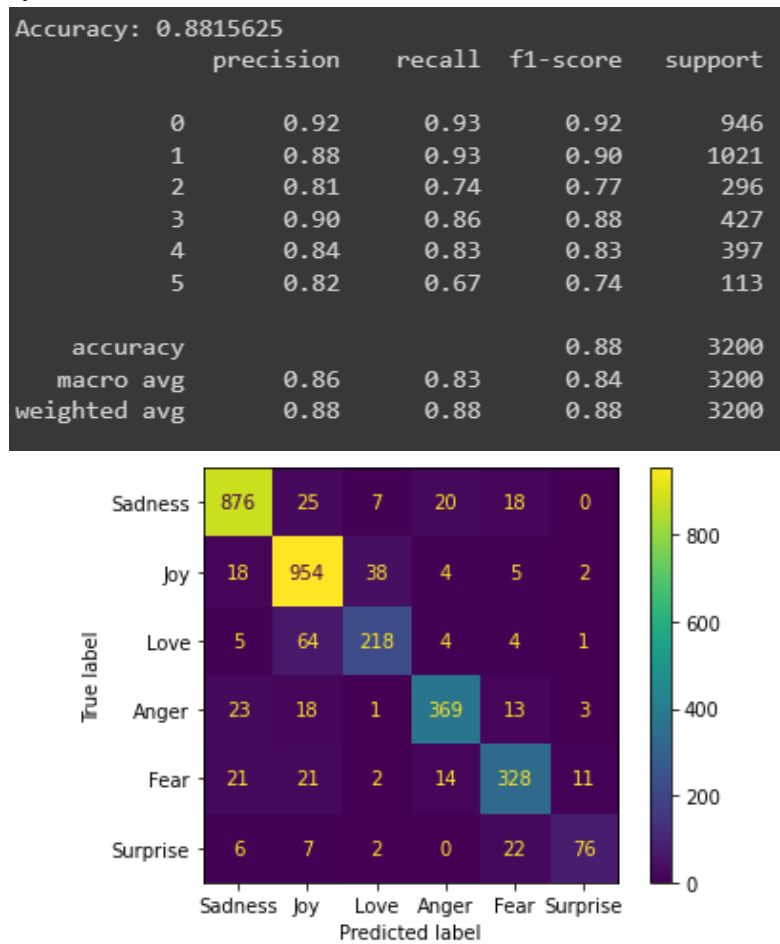 Accuracy: 0.8815625
precision recall f1-score support
0 0.92 0.93 0.92 946
1 0.88 0.93 0.90 1021
2 0.81 0.74 0.77 296
3 0.90 0.86 0.88 427
4 0.84 0.83 0.83 397
5 0.82 0.67 0.74 113
accuracy 0.88 3200
macro avg 0.86 0.83 0.84 3200
weighted avg 0.88 0.88 0.88 3200
Sadness 876 25 7 20 18 0
800
Joy 18 954 38 4 5 2
600
Love 5 64 218 4 4 1
True label
Anger 23 18 1 369 13 3
400
Fear 21 21 2 14 328 11
200
Surprise 6 7 2 0 22 76
0
Sadness Joy Love Anger Fear Surprise
Predicted label